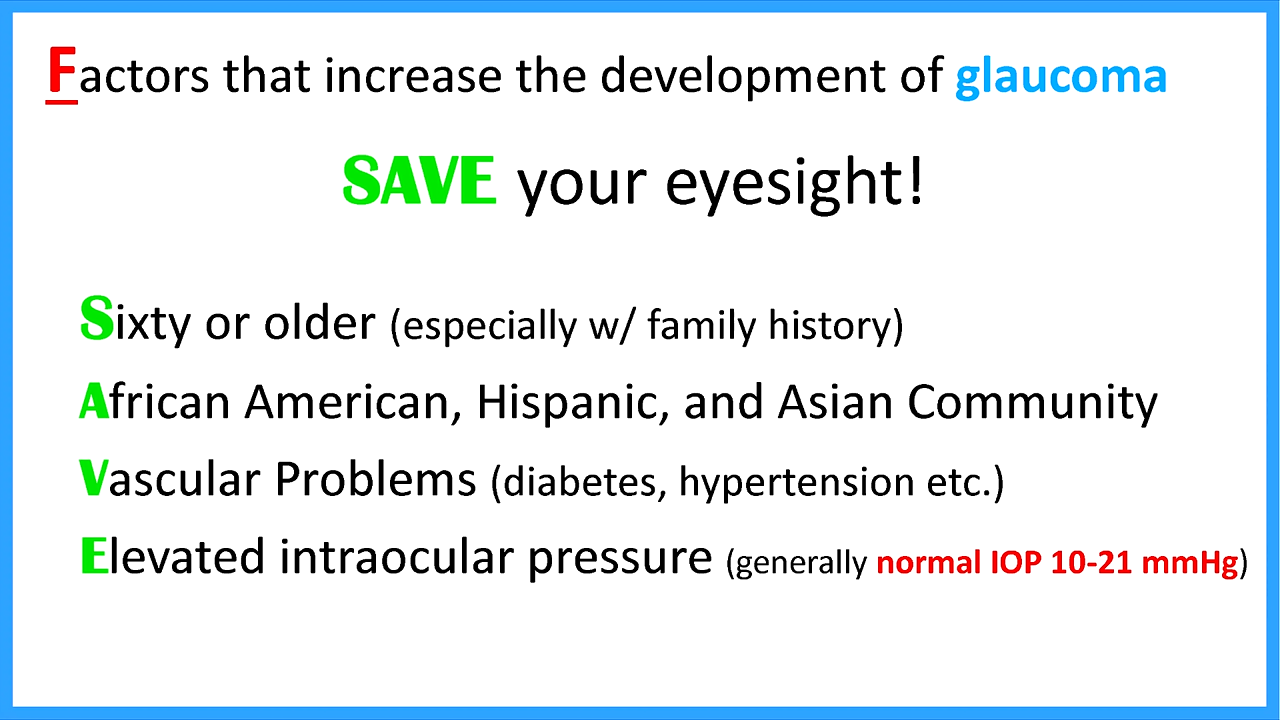 Factors that increase the development of glaucoma
SAVE your eyesight!
Sixty or older (especially w/ family history)
African American, Hispanic, and Asian Community
Vascular Problems (diabetes, hypertension etc.)
Elevated intraocular pressure (generally normal IOP 10-21 mmHg)